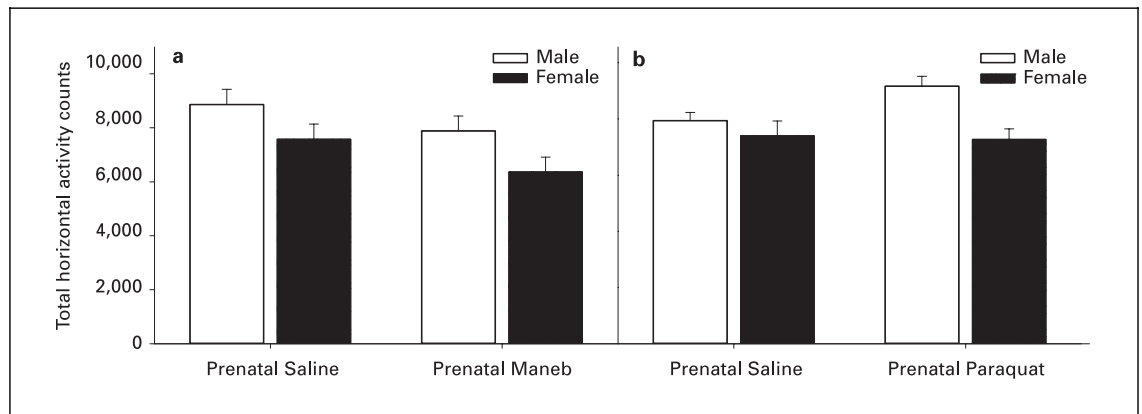 a
Male
Female
b
Male
Female
Total horizontal activity counts
10,000
8,000
6,000
4,000
2,000
0
Prenatal Saline
Prenatal Maneb
Prenatal Saline
Prenatal Paraquat